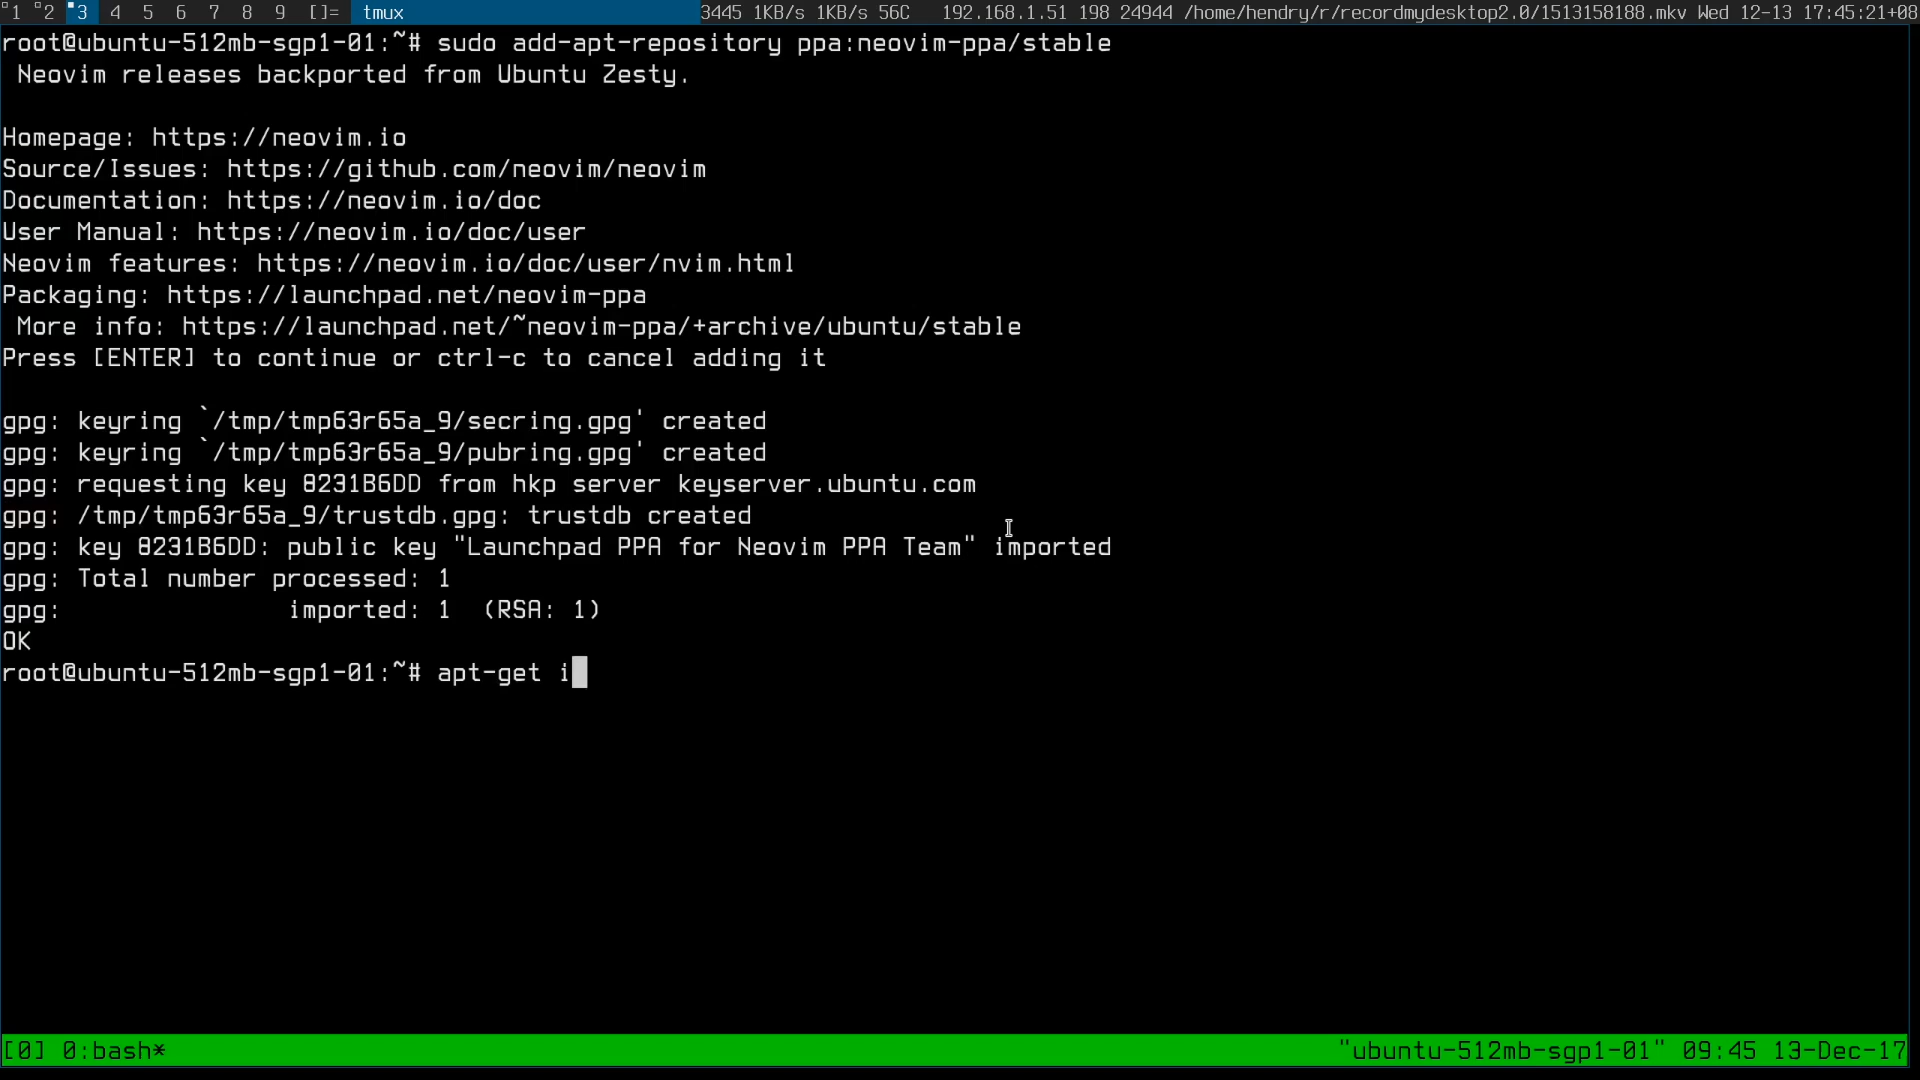 1 2 3 4 5 6 7 8 9 []= tmux 3445 1KB/s 1KB/s 56C 192.168.1.51 198 24944 /home/hendry/r/recordmydesktop2.0/1513158188.mkv Wed 12-13 17:45:21+08
root@ubuntu-512mb-sgp1-01:~# sudo add-apt-repository ppa:neovim-ppa/stable
 Neovim releases backported from Ubuntu Zesty.
Homepage: https://neovim.io
Source/Issues: https://github.com/neovim/neovim
Documentation: https://neovim.io/doc
User Manual: https://neovim.io/doc/user
Neovim features: https://neovim.io/doc/user/nvim.html
Packaging: https://launchpad.net/neovim-ppa
 More info: https://launchpad.net/~neovim-ppa/+archive/ubuntu/stable
Press [ENTER] to continue or ctrl-c to cancel adding it
gpg: keyring `/tmp/tmp63r65a_9/secring.gpg' created
gpg: keyring `/tmp/tmp63r65a_9/pubring.gpg' created
gpg: requesting key 8231B6DD from hkp server keyserver.ubuntu.com
gpg: /tmp/tmp63r65a_9/trustdb.gpg: trustdb created
gpg: key 8231B6DD: public key "Launchpad PPA for Neovim PPA Team" imported
gpg: Total number processed: 1
gpg:               imported: 1  (RSA: 1)
OK
root@ubuntu-512mb-sgp1-01:~# apt-get i
[0] 0:bash* "ubuntu-512mb-sgp1-01" 09:45 13-Dec-17